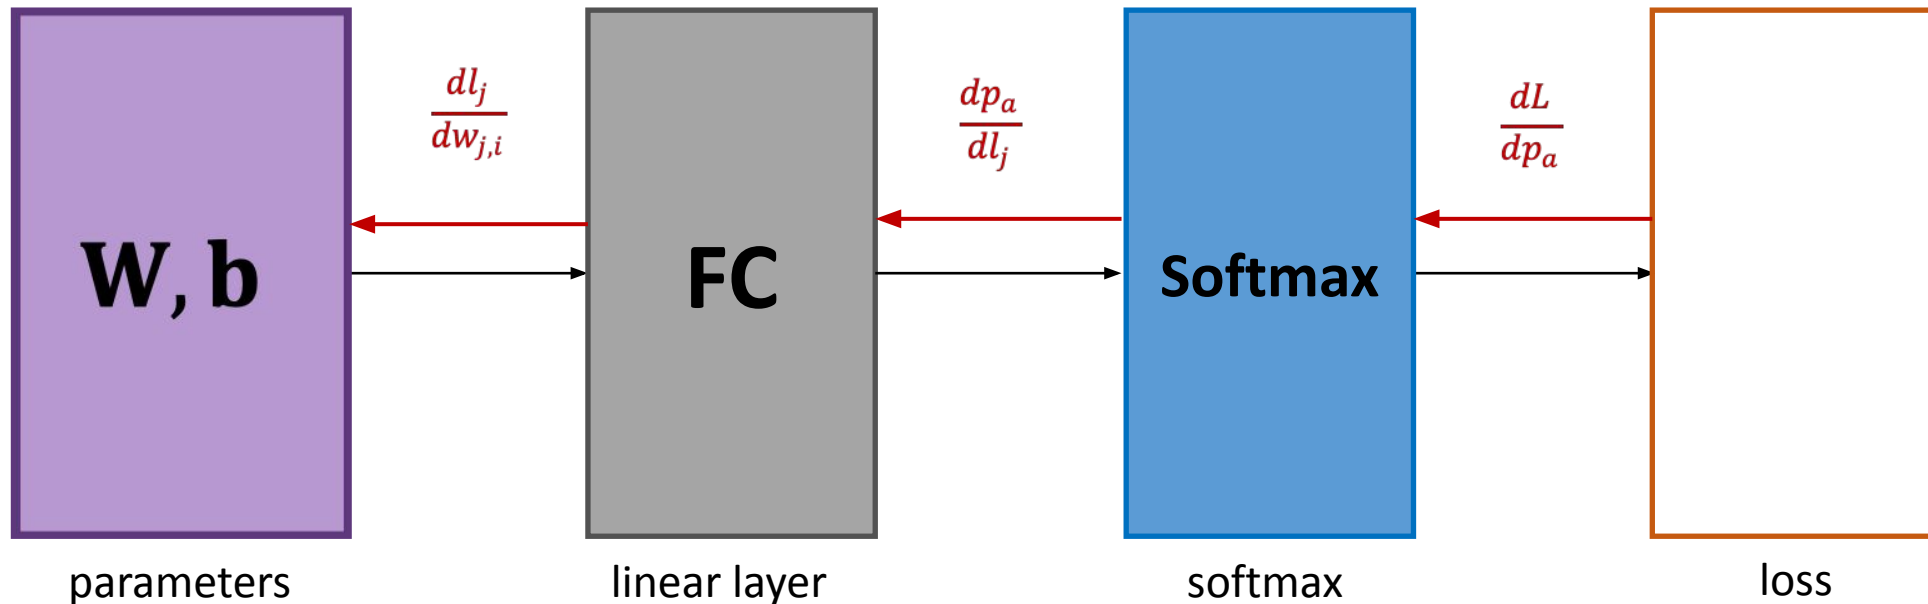 dl_j
dw_{j,i}
dp_a
dl_j
dL
dp_a
W, b
FC
Softmax
parameters
linear layer
softmax
loss